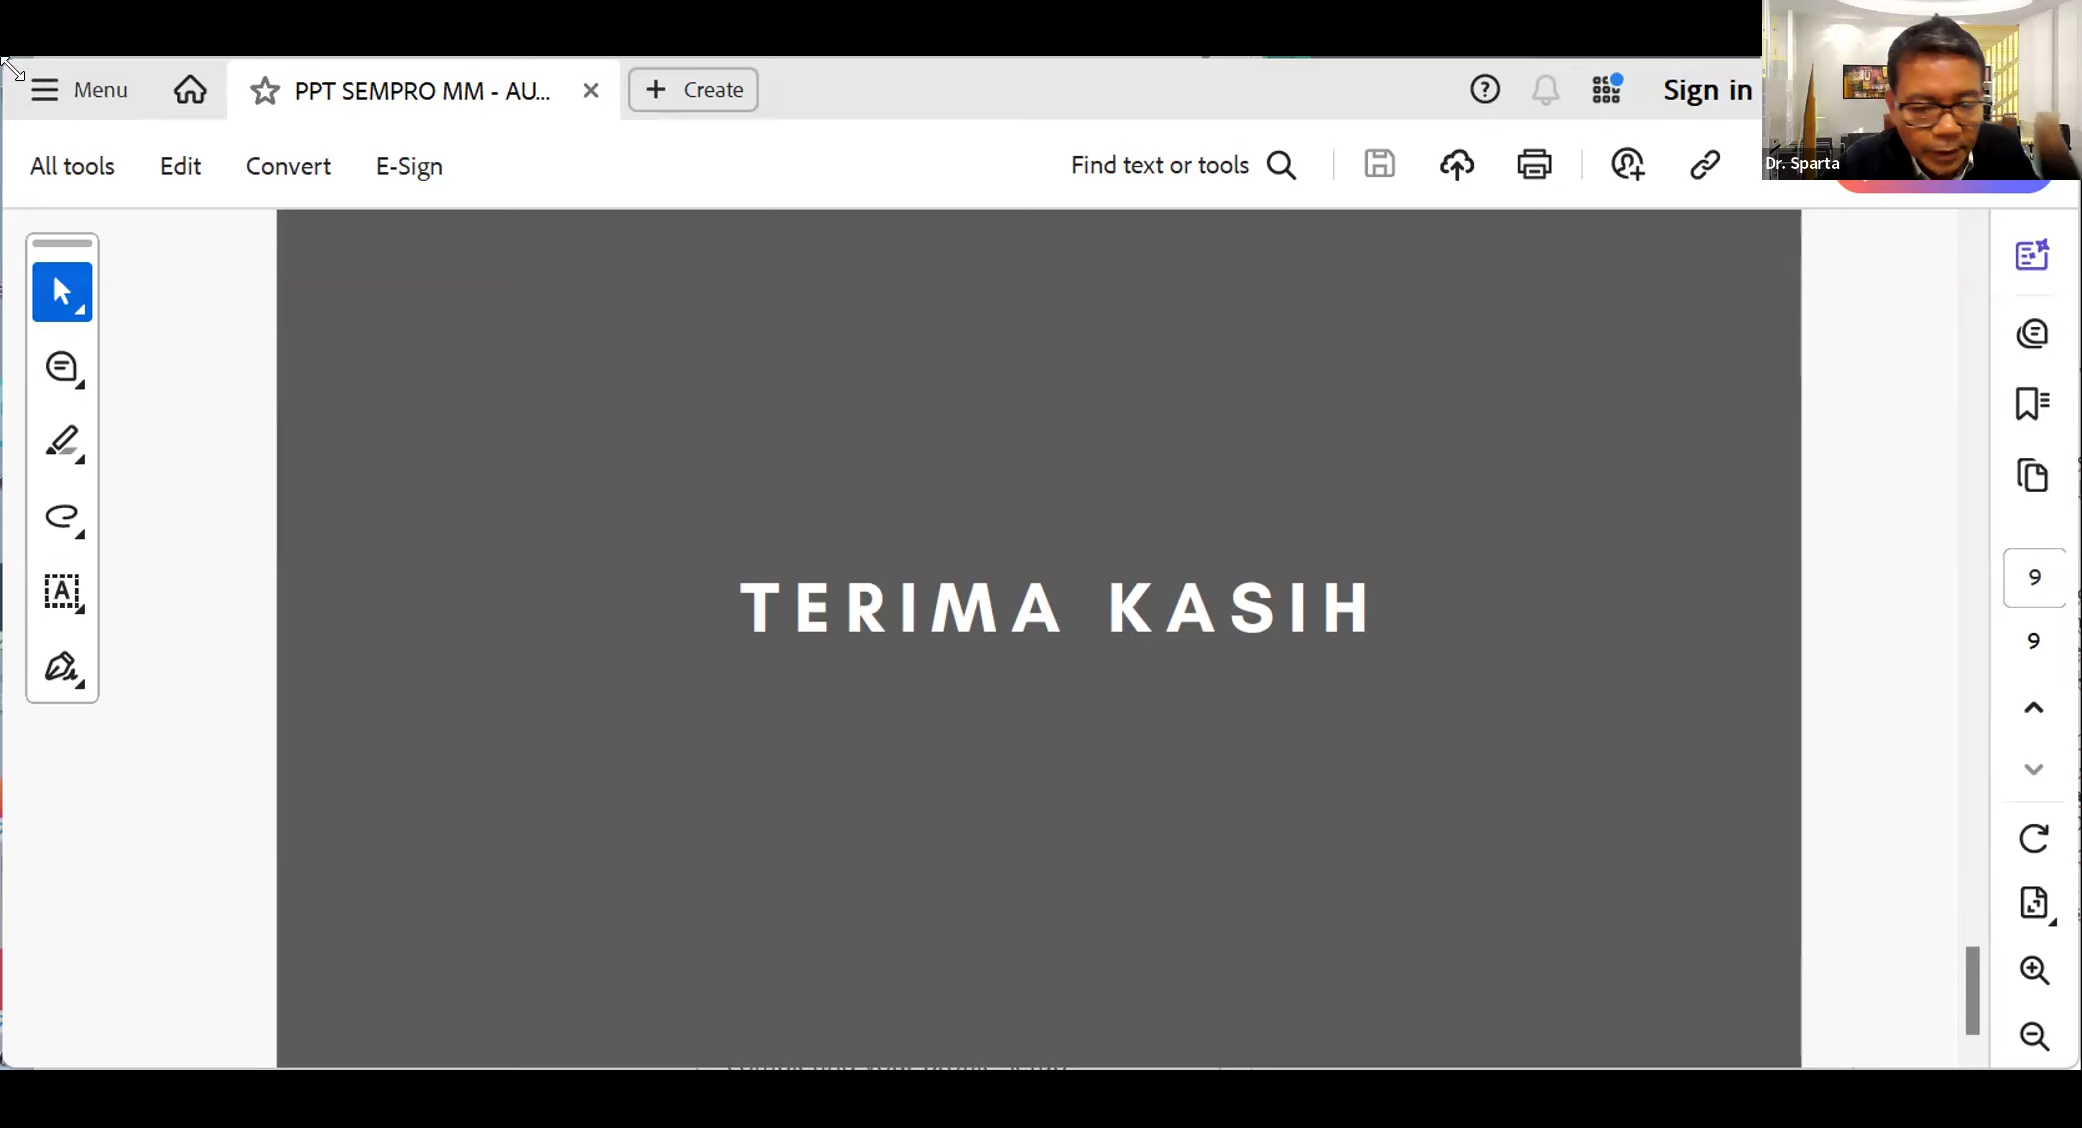 Menu
PPT SEMPRO MM - AU...
Create
Sign in
All tools
Edit
Convert
E-Sign
Find text or tools
Dr. Sparta
TERIMA KASIH
9
9